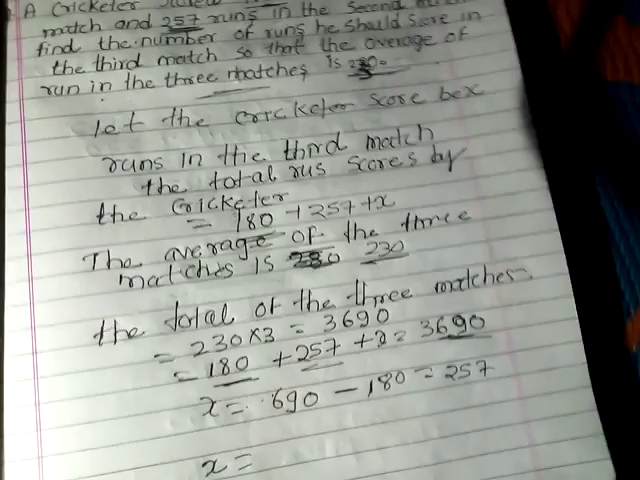 A Cricketer
match and 257 runs in the second
find the number of runs he should score in
the third match so that the average of
run in the three matches is 230.
let the cricketer score be x
runs in the third match
the total rus scores by
the cricketer
= 180 + 257 + x
The average of the three
matches is 230 230
the total of the three matches
= 230 x 3 = 3690
= 180 + 257 + x = 3690
x = 690 - 180 = 257
x =